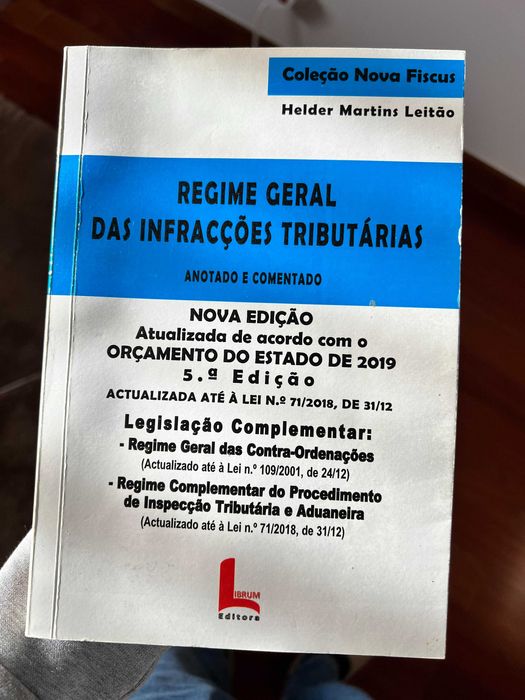 Coleção Nova Fiscus
Helder Martins Leitão
REGIME GERAL
DAS INFRACÇÕES TRIBUTÁRIAS
ANOTADO E COMENTADO
NOVA EDIÇÃO
Atualizada de acordo com o
ORÇAMENTO DO ESTADO DE 2019
5.ª Edição
ACTUALIZADA ATÉ À LEI N.º 71/2018, DE 31/12
Legislação Complementar:
- Regime Geral das Contra-Ordenações
(Actualizado até à Lei n.º 109/2001, de 24/12)
- Regime Complementar do Procedimento
de Inspecção Tributária e Aduaneira
(Actualizado até à Lei n.º 71/2018, de 31/12)
LIBRUM
Editora